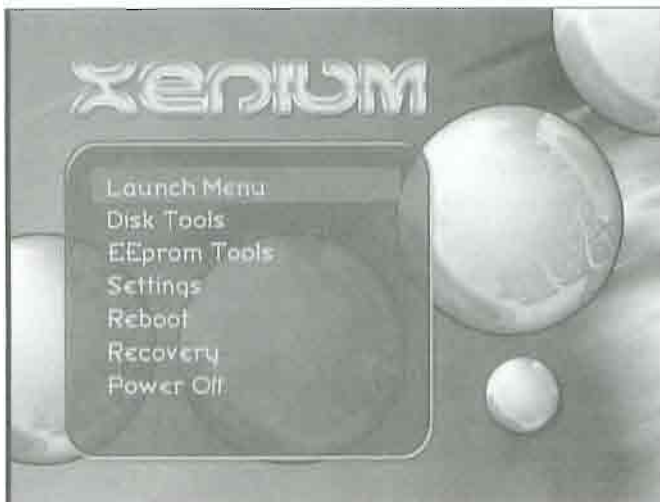 XENIUM
Launch Menu
Disk Tools
EEprom Tools
Settings
Reboot
Recovery
Power Off